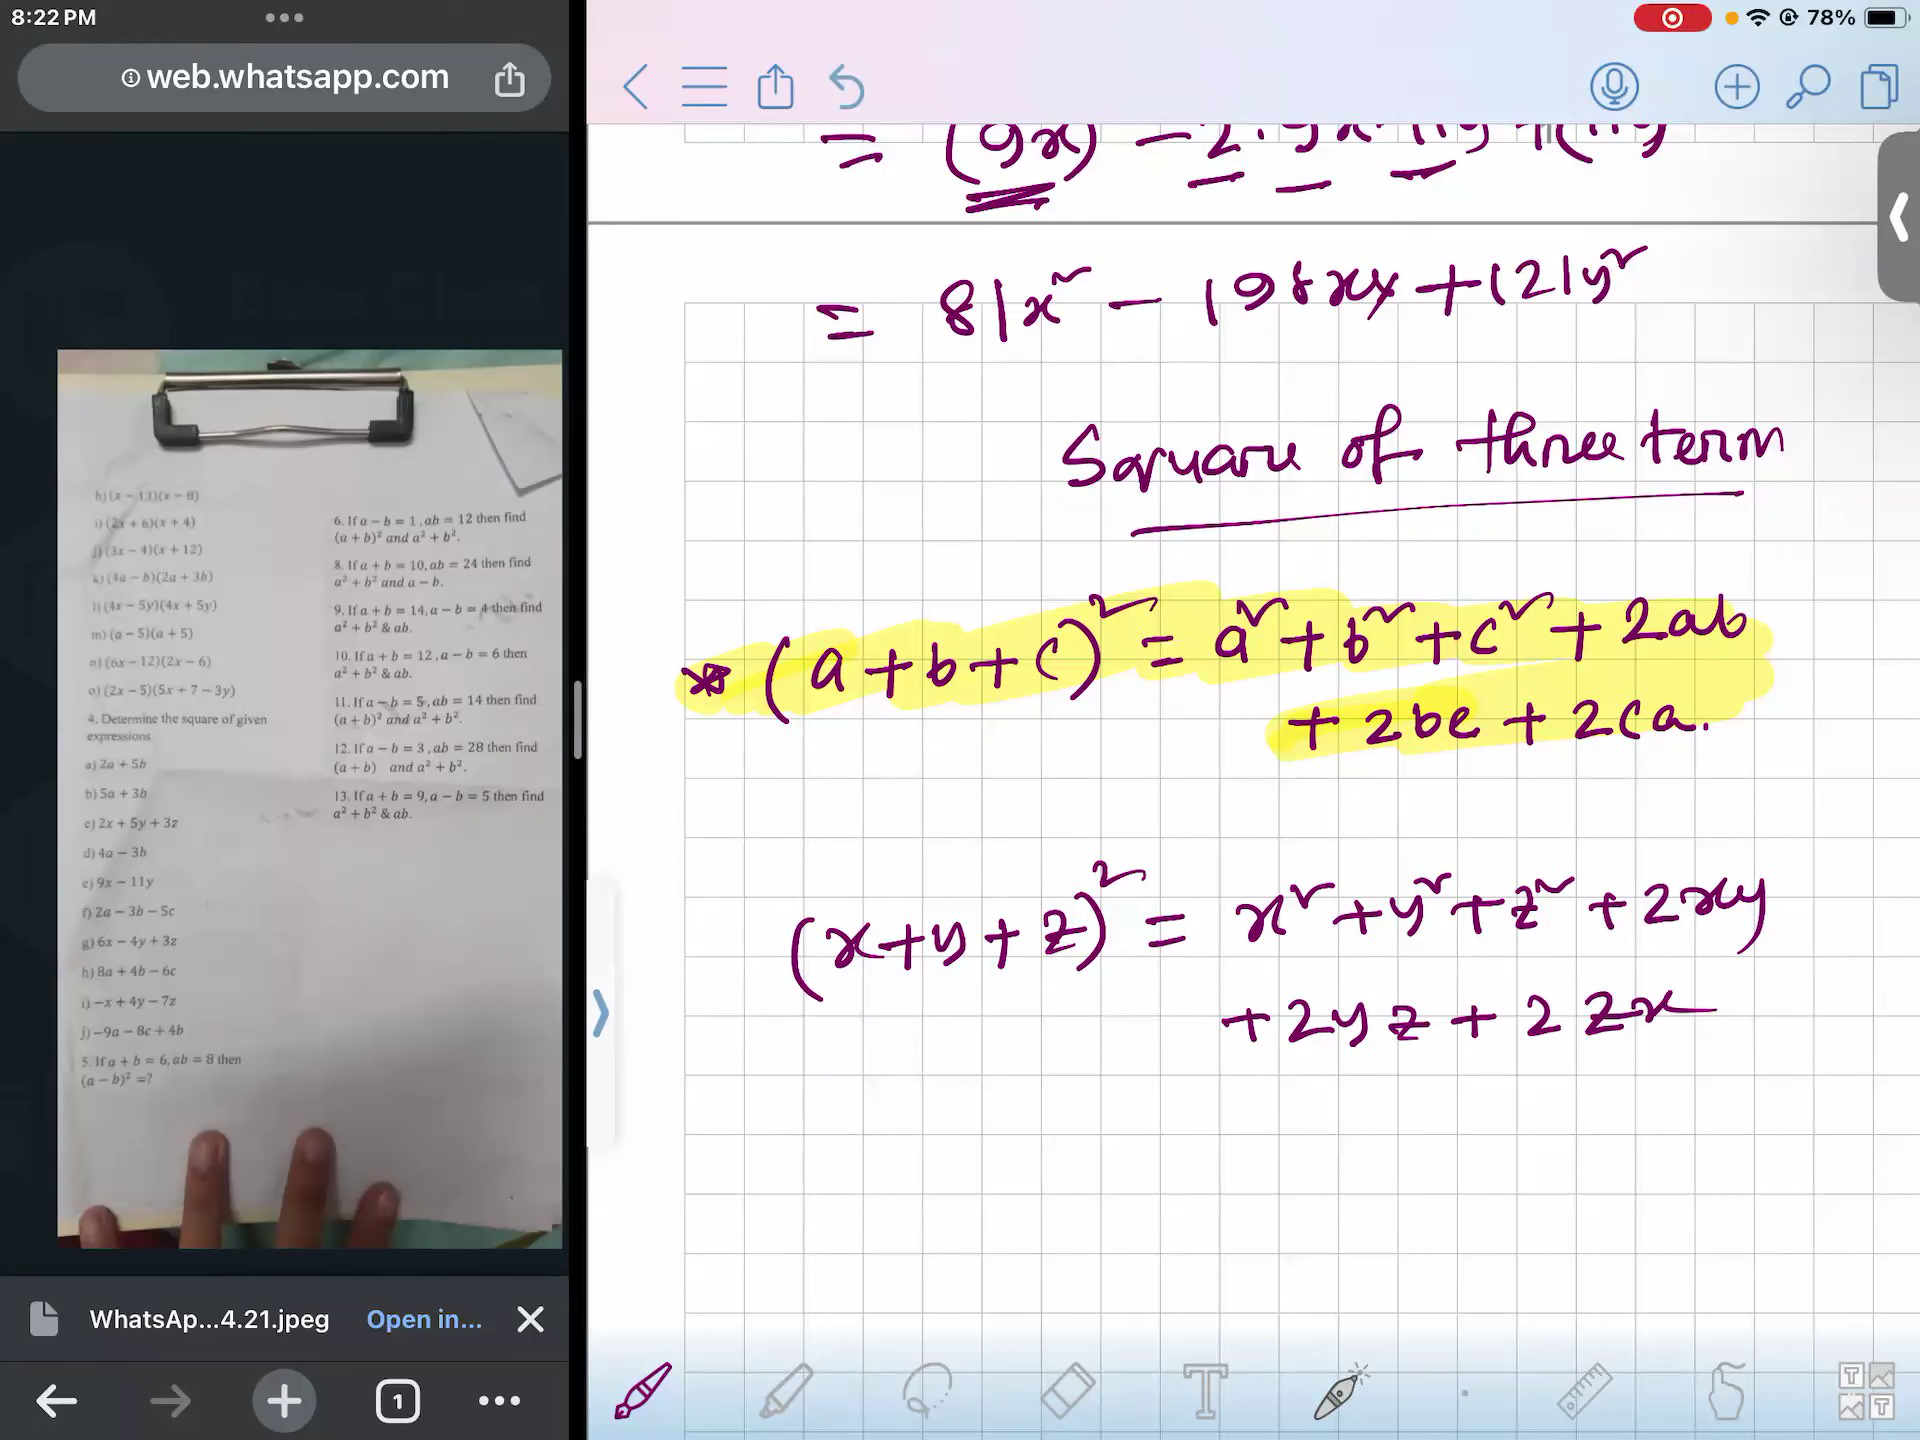 8:22 PM
78%
web.whatsapp.com
h) (x − 13)(x − 8)
i) (2x + 6)(x + 4)
j) (3x − 4)(x + 12)
k) (4a − b)(2a + 3b)
l) (4x − 5y)(4x + 5y)
m) (a − 5)(a + 5)
n) (6x − 12)(2x − 6)
o) (2x − 5)(5x + 7 − 3y)
4. Determine the square of given
expressions
a) 2a + 5b
b) 5a + 3b
c) 2x + 5y + 3z
d) 4a − 3b
e) 9x − 11y
f) 2a − 3b − 5c
g) 6x − 4y + 3z
h) 8a + 4b − 6c
i) −x + 4y − 7z
j) −9a − 8c + 4b
5. If a + b = 6, ab = 8 then
(a − b)² =?
6. If a − b = 1, ab = 12 then find
(a + b)² and a² + b².
8. If a + b = 10, ab = 24 then find
a² + b² and a − b.
9. If a + b = 14, a − b = 4 then find
a² + b² & ab.
10. If a + b = 12, a − b = 6 then
a² + b² & ab.
11. If a − b = 5, ab = 14 then find
(a + b)² and a² + b².
12. If a − b = 3, ab = 28 then find
(a + b) and a² + b².
13. If a + b = 9, a − b = 5 then find
a² + b² & ab.
WhatsAp...4.21.jpeg
Open in...
1
= 81x² − 198xy + 121y²
Square of three term
* (a + b + c)² = a² + b² + c² + 2ab
+ 2bc + 2ca.
(x + y + z)² = x² + y² + z² + 2xy
+ 2yz + 2zx